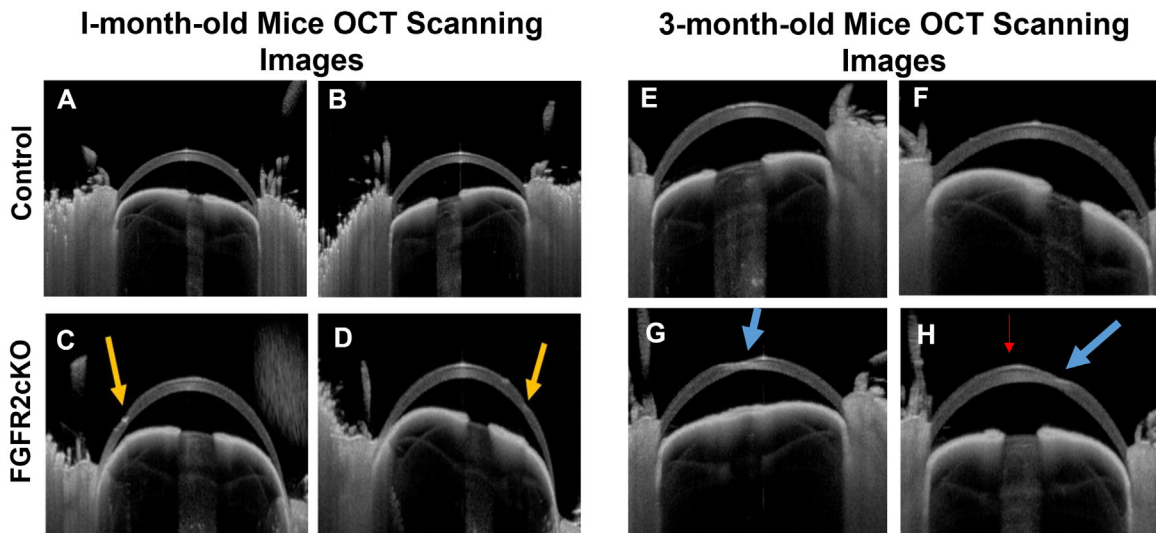 I-month-old Mice OCT Scanning
Images
3-month-old Mice OCT Scanning
Images
Control
A
B
E
F
FGFR2cKO
C
D
G
H